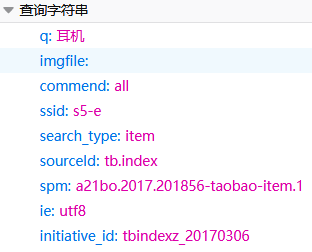 查询字符串
q: 耳机
imgfile:
commend: all
ssid: s5-e
search_type: item
sourceId: tb.index
spm: a21bo.2017.201856-taobao-item.1
ie: utf8
initiative_id: tbindexz_20170306